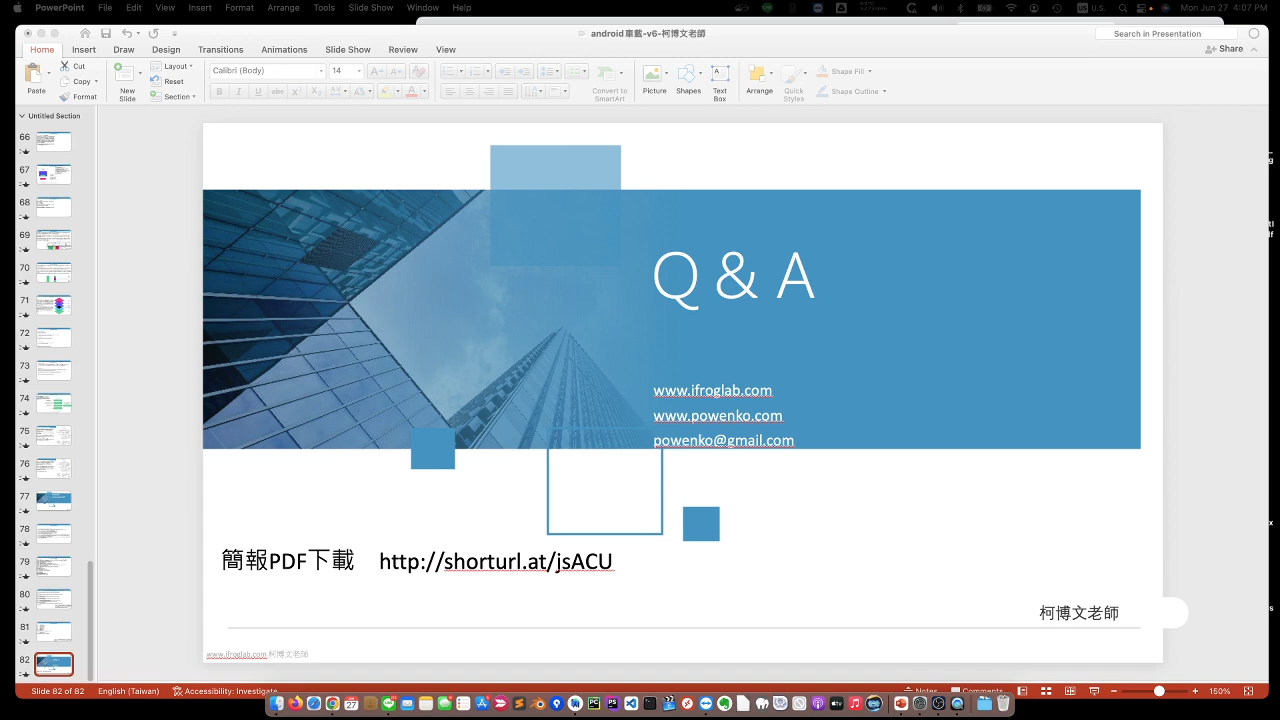 PowerPoint File Edit View Insert Format Arrange Tools Slide Show Window Help U.S. Mon Jun 27 4:07 PM
android車載-v6-柯博文老師
Search in Presentation
Home Insert Draw Design Transitions Animations Slide Show Review View
Share
Paste
Cut
Copy
Format
New Slide
Layout
Reset
Section
Calibri (Body)
14
Convert to SmartArt
Picture
Shapes
Text Box
Arrange
Quick Styles
Shape Fill
Shape Outline
Untitled Section
66
67
68
69
70
71
72
73
74
75
76
77
78
79
80
81
82
Q & A
www.ifroglab.com
www.powenko.com
powenko@gmail.com
簡報PDF下載 http://shorturl.at/jsACU
柯博文老師
www.ifroglab.com 柯博文老師
Slide 82 of 82 English (Taiwan) Accessibility: Investigate Notes Comments 150%